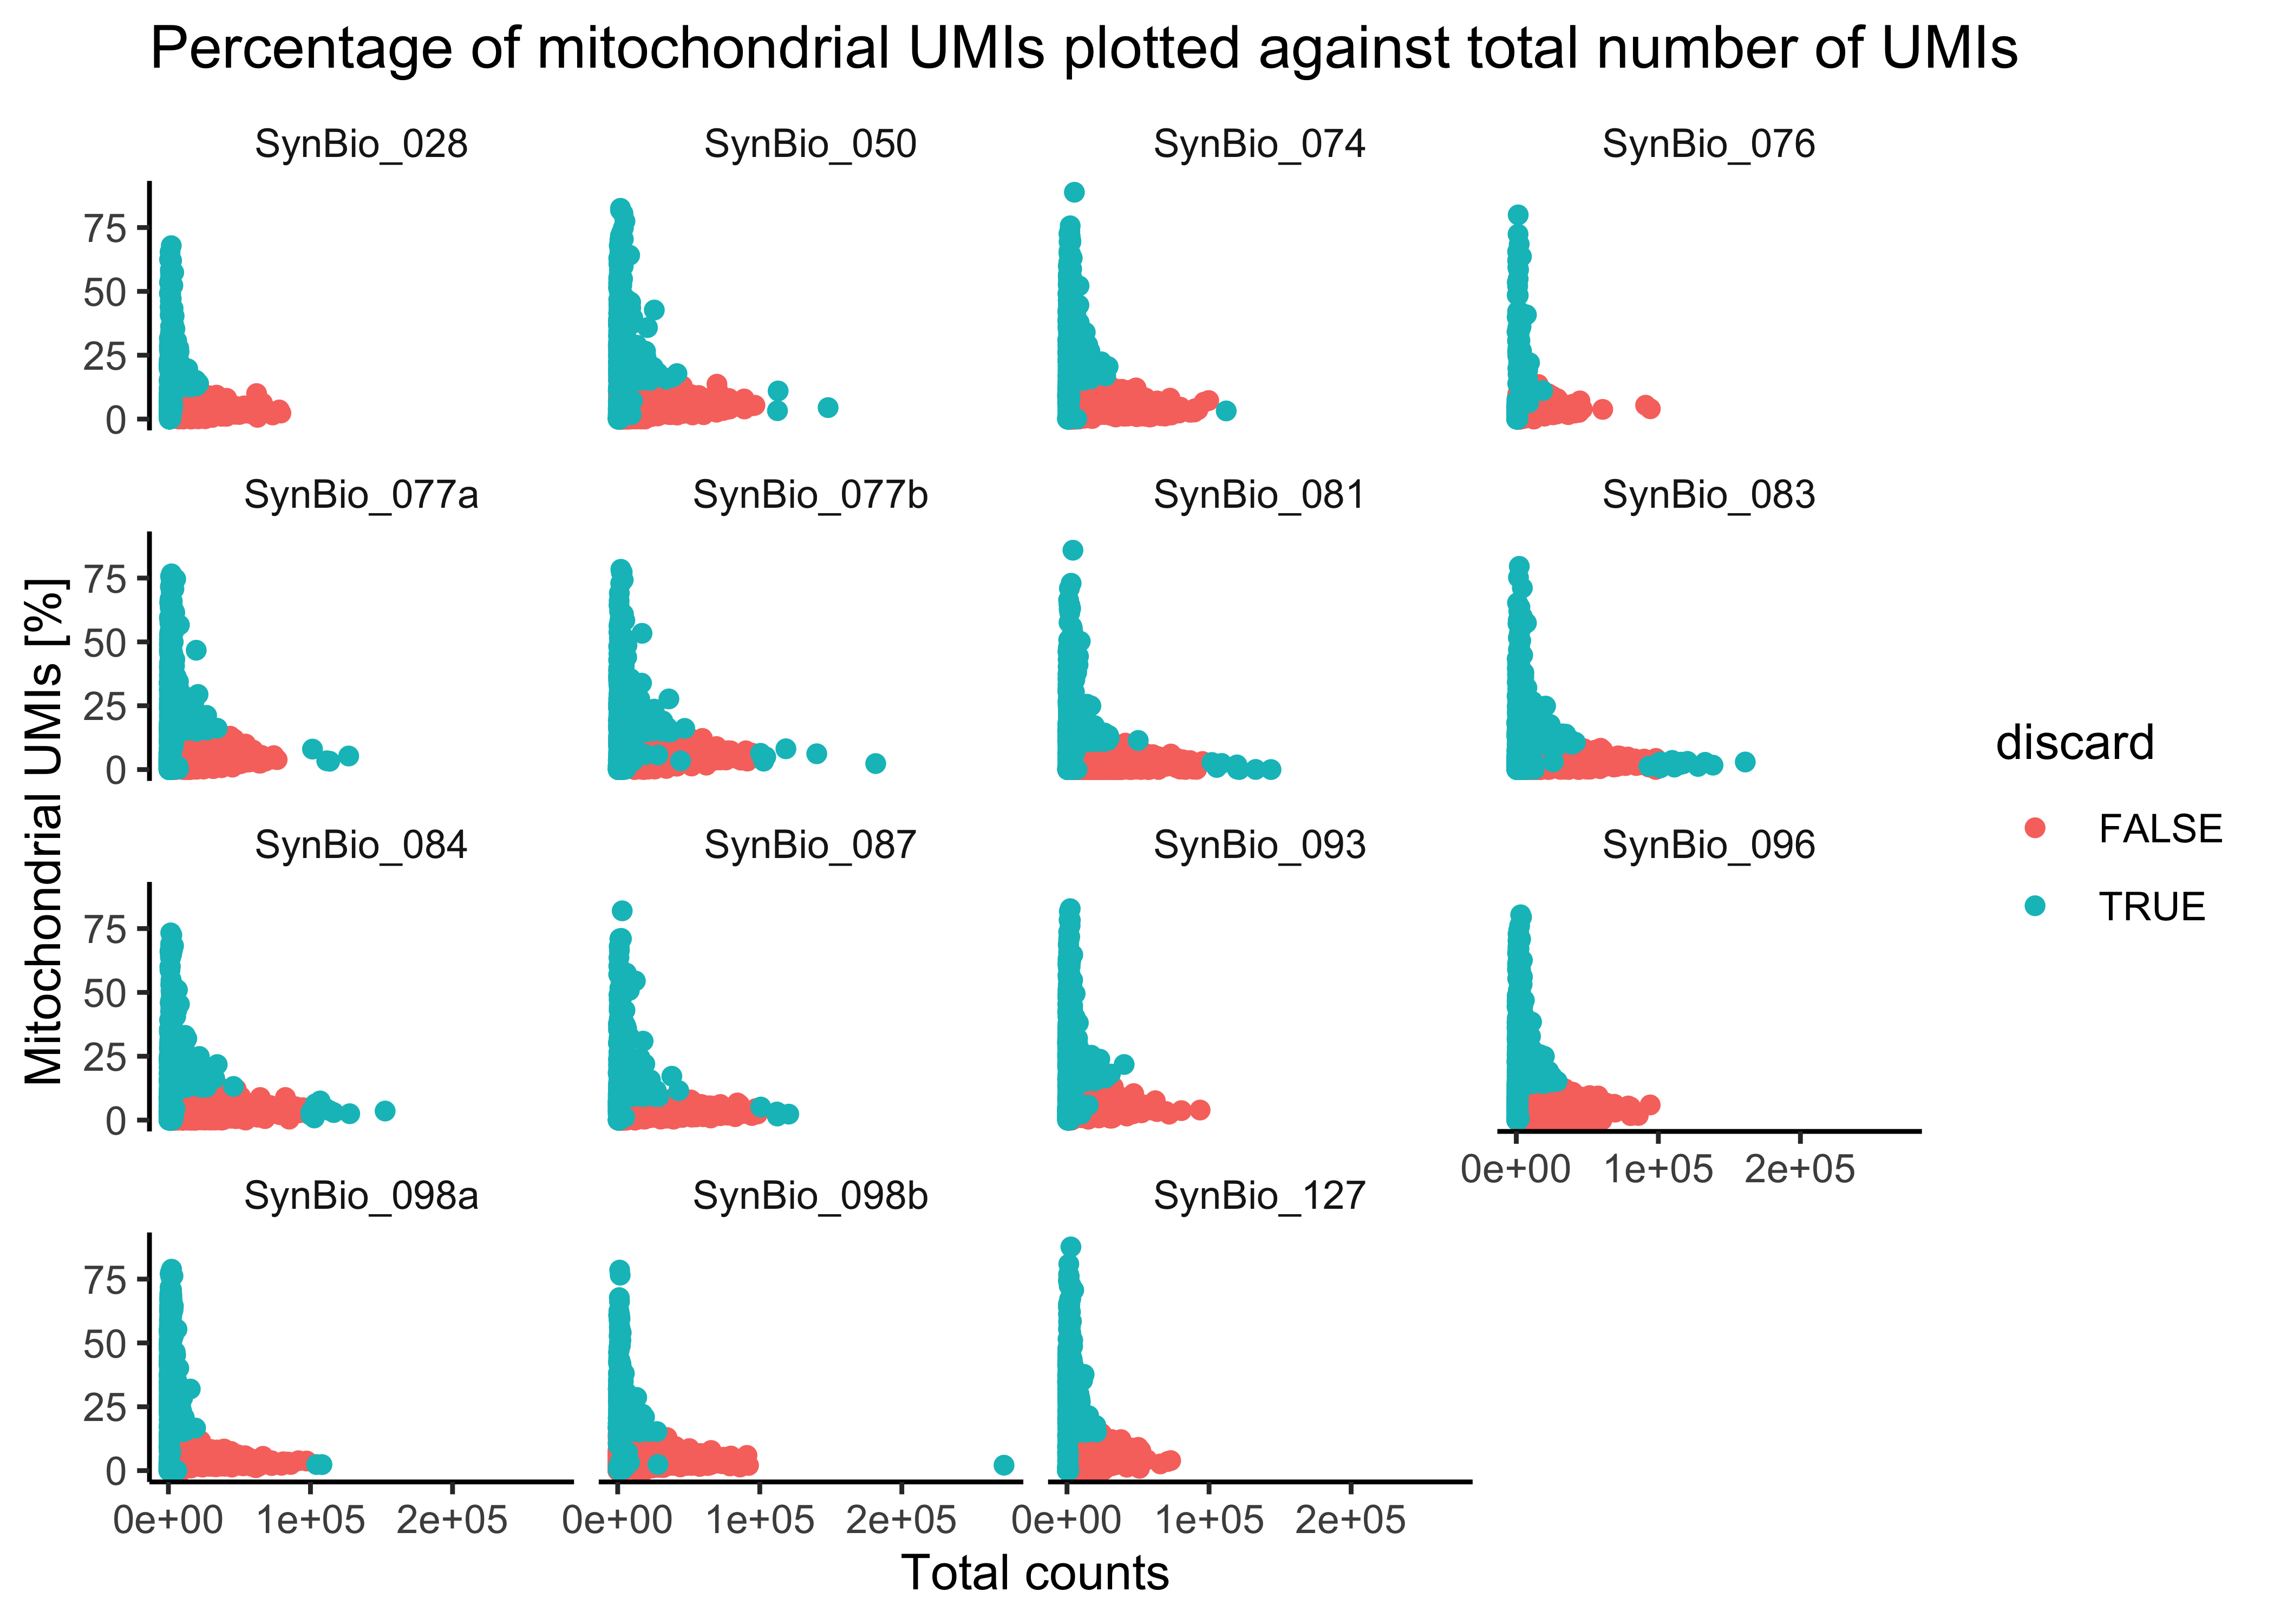 Percentage of mitochondrial UMIs plotted against total number of UMIs
SynBio_028 SynBio_050 SynBio_074 SynBio_076
75
50
25
0
SynBio_077a SynBio_077b SynBio_081 SynBio_083
75
50
25
0
Mitochondrial UMIs [%]
discard
FALSE
TRUE
SynBio_084 SynBio_087 SynBio_093 SynBio_096
75
50
25
0
0e+00 1e+05 2e+05
SynBio_098a SynBio_098b SynBio_127
75
50
25
0
0e+00 1e+05 2e+05 0e+00 1e+05 2e+05 0e+00 1e+05 2e+05
Total counts